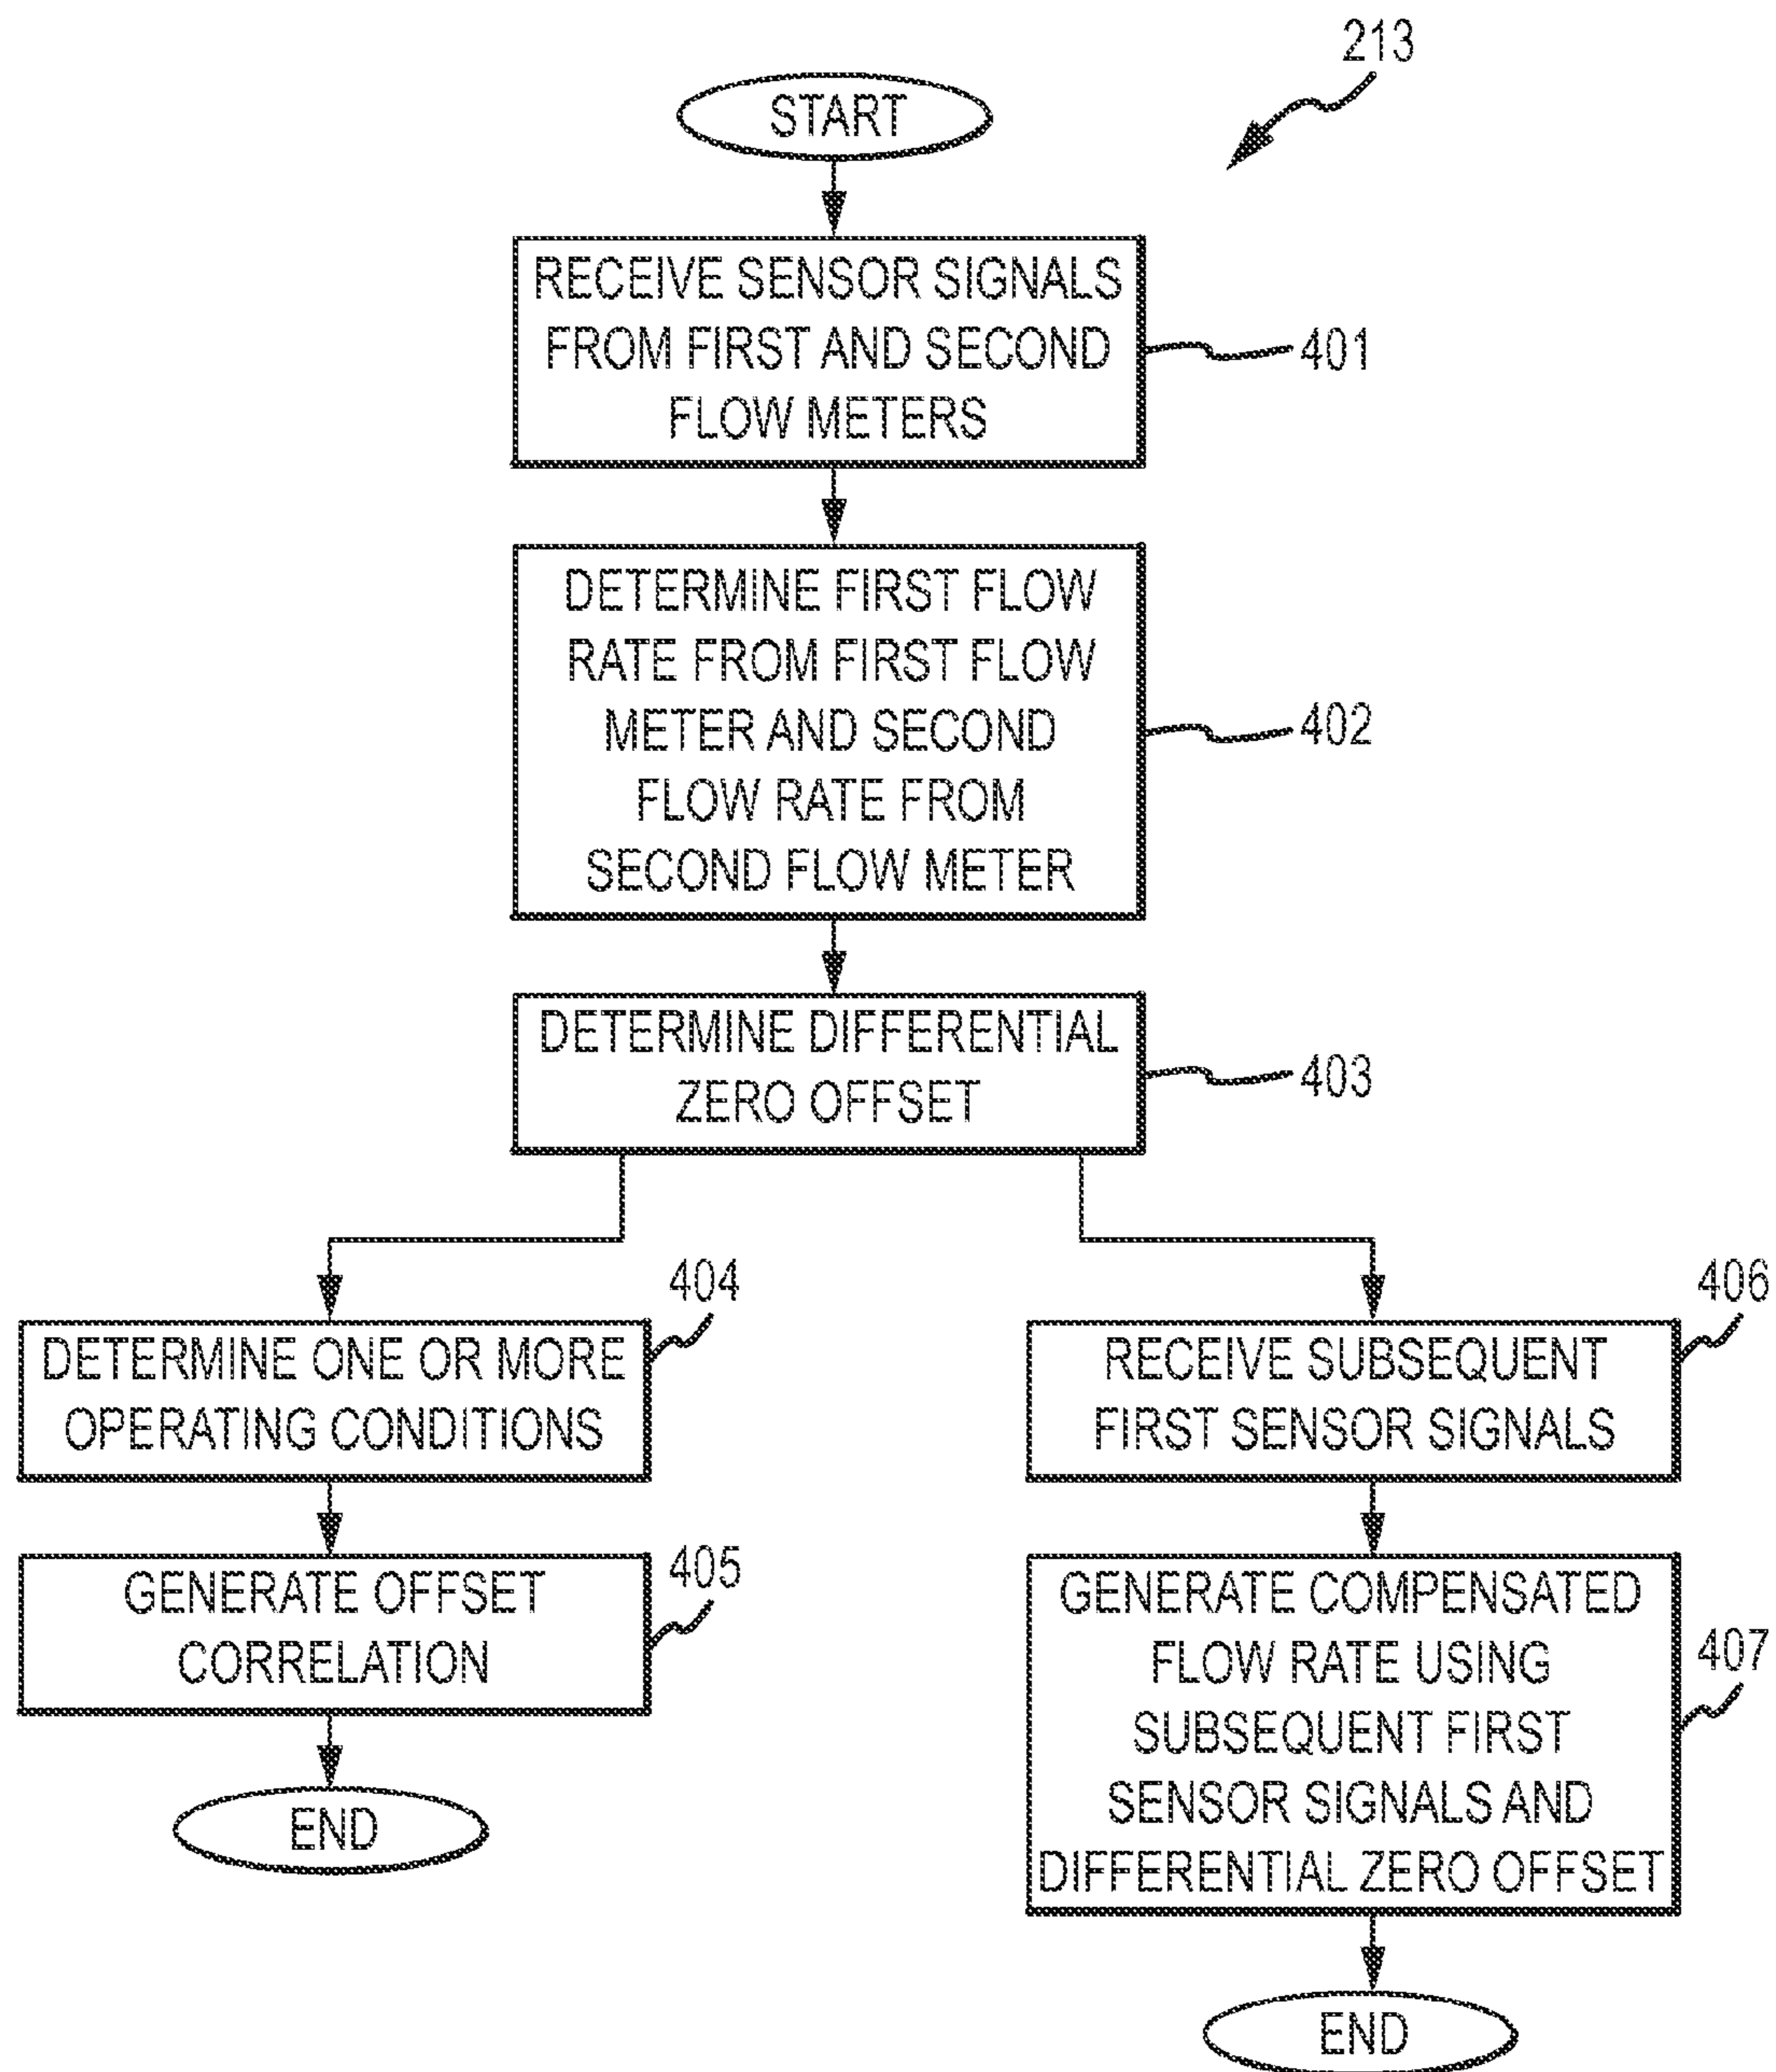 213
START
RECEIVE SENSOR SIGNALS
FROM FIRST AND SECOND
FLOW METERS
401
DETERMINE FIRST FLOW
RATE FROM FIRST FLOW
METER AND SECOND
FLOW RATE FROM
SECOND FLOW METER
402
DETERMINE DIFFERENTIAL
ZERO OFFSET
403
404
DETERMINE ONE OR MORE
OPERATING CONDITIONS
405
GENERATE OFFSET
CORRELATION
END
406
RECEIVE SUBSEQUENT
FIRST SENSOR SIGNALS
407
GENERATE COMPENSATED
FLOW RATE USING
SUBSEQUENT FIRST
SENSOR SIGNALS AND
DIFFERENTIAL ZERO OFFSET
END